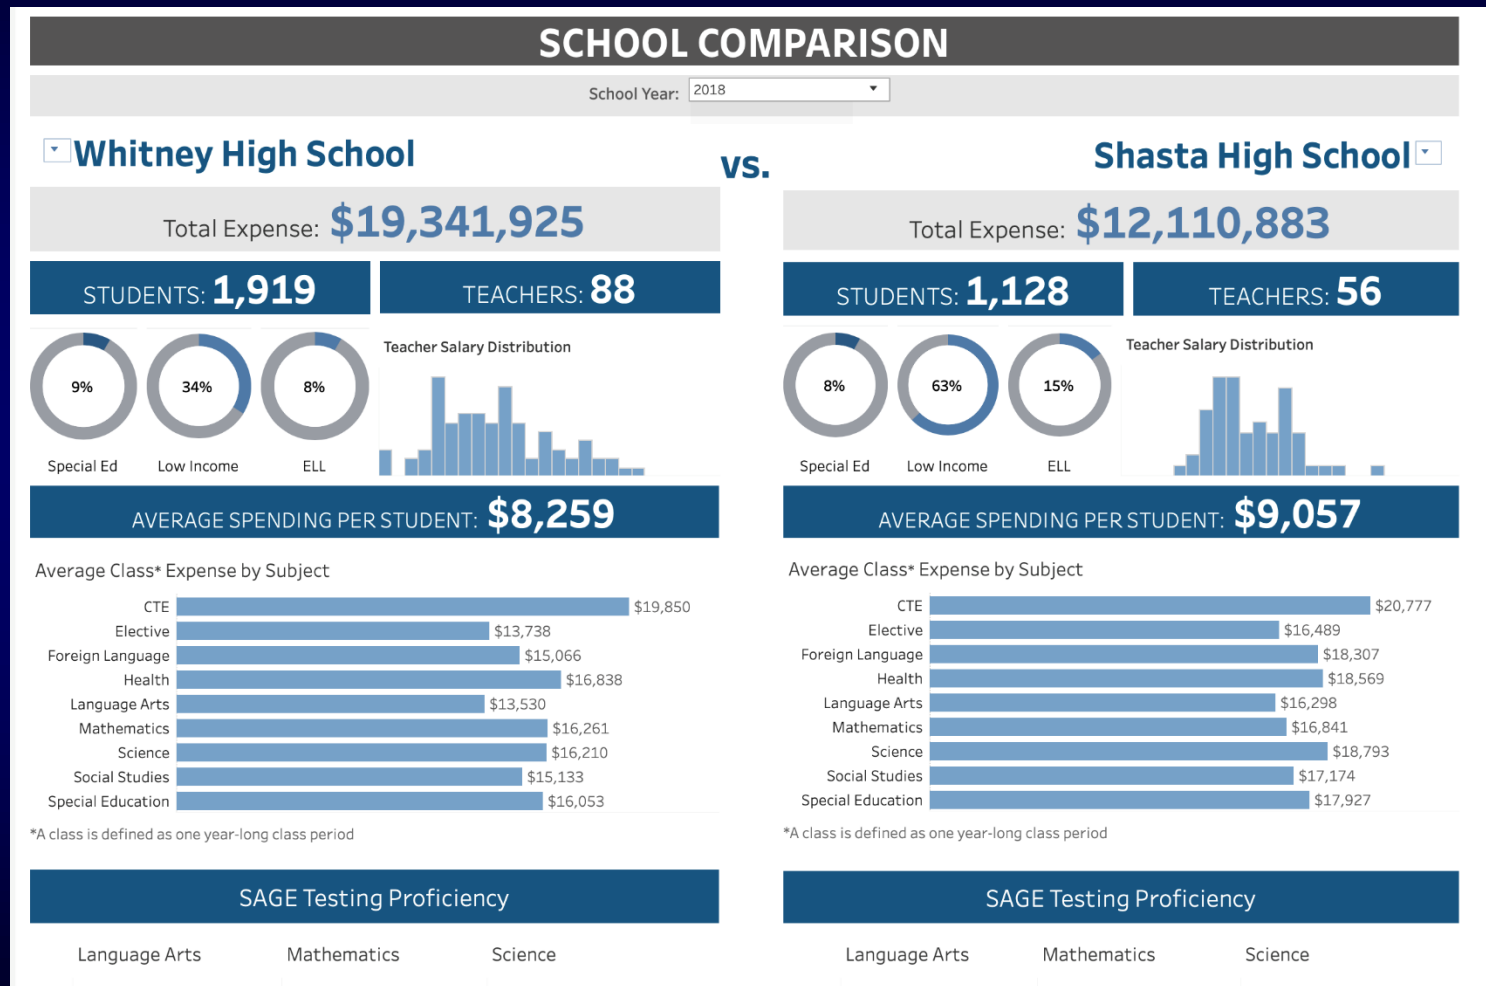 SCHOOL COMPARISON
School Year: 2018
Whitney High School
vs.
Shasta High School
Total Expense: $19,341,925
STUDENTS: 1,919
TEACHERS: 88
9%
34%
8%
Special Ed
Low Income
ELL
Teacher Salary Distribution
AVERAGE SPENDING PER STUDENT: $8,259
Average Class* Expense by Subject
CTE $19,850
Elective $13,738
Foreign Language $15,066
Health $16,838
Language Arts $13,530
Mathematics $16,261
Science $16,210
Social Studies $15,133
Special Education $16,053
*A class is defined as one year-long class period
SAGE Testing Proficiency
Language Arts
Mathematics
Science
Total Expense: $12,110,883
STUDENTS: 1,128
TEACHERS: 56
8%
63%
15%
Special Ed
Low Income
ELL
Teacher Salary Distribution
AVERAGE SPENDING PER STUDENT: $9,057
Average Class* Expense by Subject
CTE $20,777
Elective $16,489
Foreign Language $18,307
Health $18,569
Language Arts $16,298
Mathematics $16,841
Science $18,793
Social Studies $17,174
Special Education $17,927
*A class is defined as one year-long class period
SAGE Testing Proficiency
Language Arts
Mathematics
Science